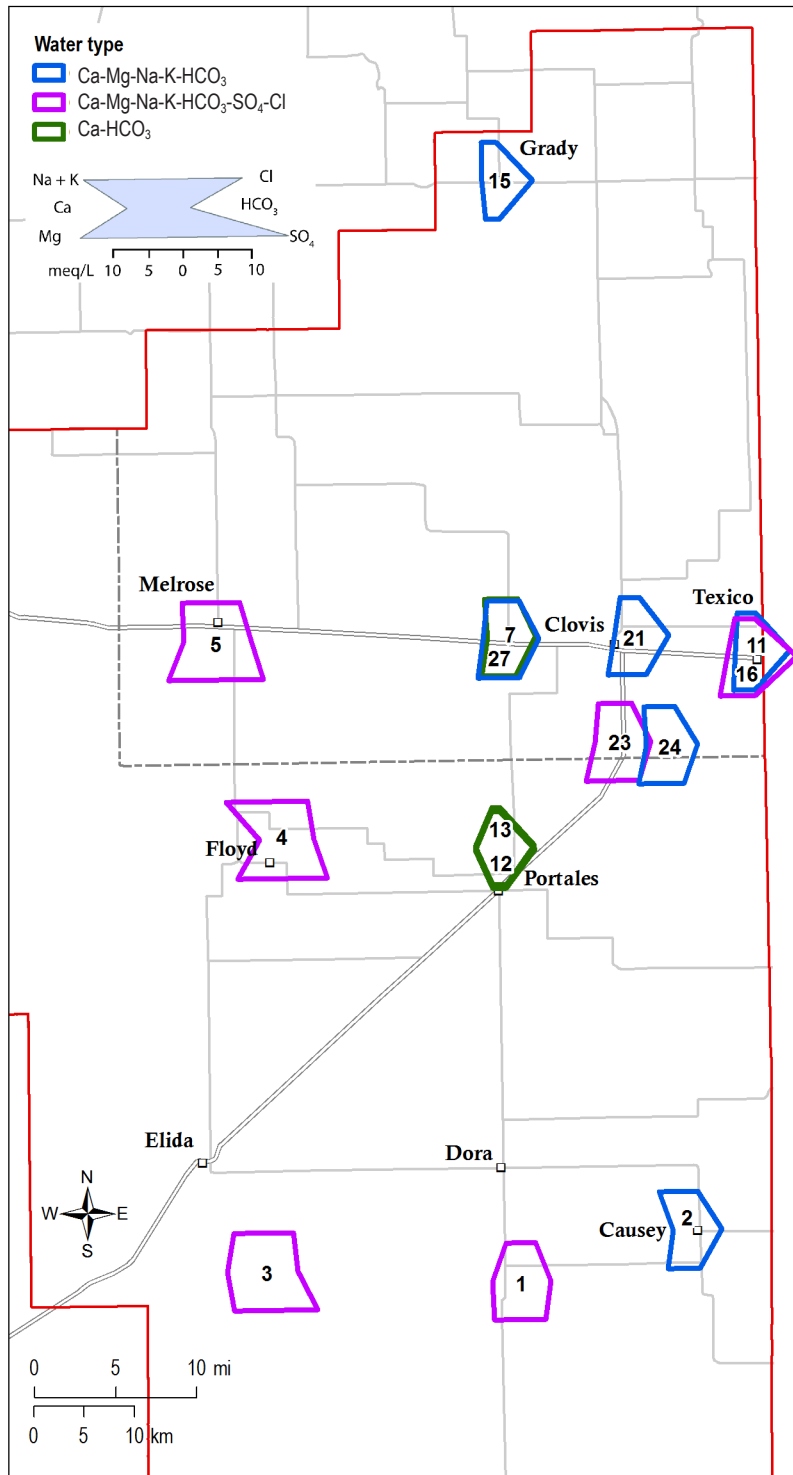 Water type
Ca-Mg-Na-K-HCO₃
Ca-Mg-Na-K-HCO₃-SO₄-Cl
Ca-HCO₃
Na + K Cl
Ca HCO₃
Mg SO₄
meq/L 10 5 0 5 10
Grady
15
Melrose
5
7
27
Clovis
21
Texico
11
16
23
24
4
Floyd
13
12
Portales
Elida
Dora
N
W E
S
Causey
2
3
1
0 5 10 mi
0 5 10 km